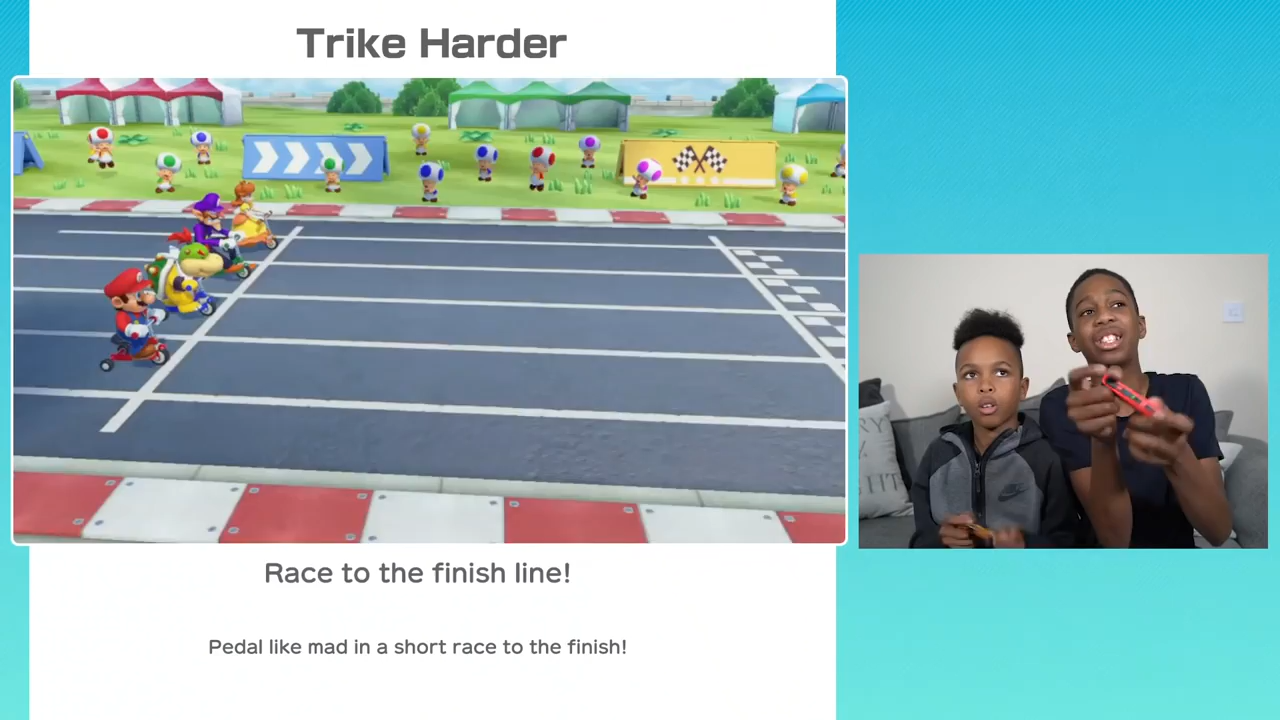 Trike Harder
Race to the finish line!
Pedal like mad in a short race to the finish!